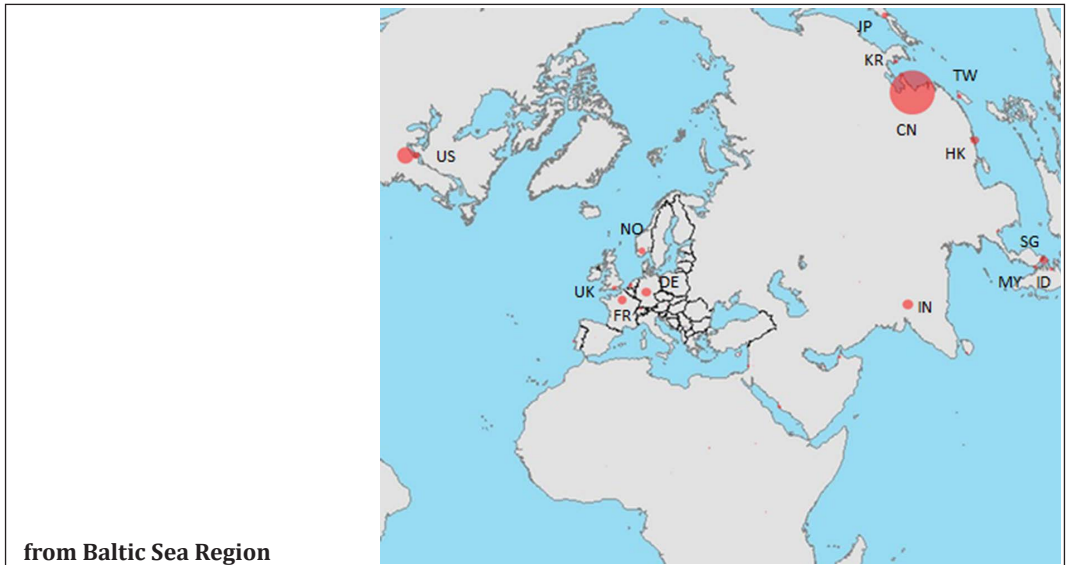 JP
KR
TW
CN
US
HK
NO
SG
UK
DE
MY
ID
IN
FR
from Baltic Sea Region